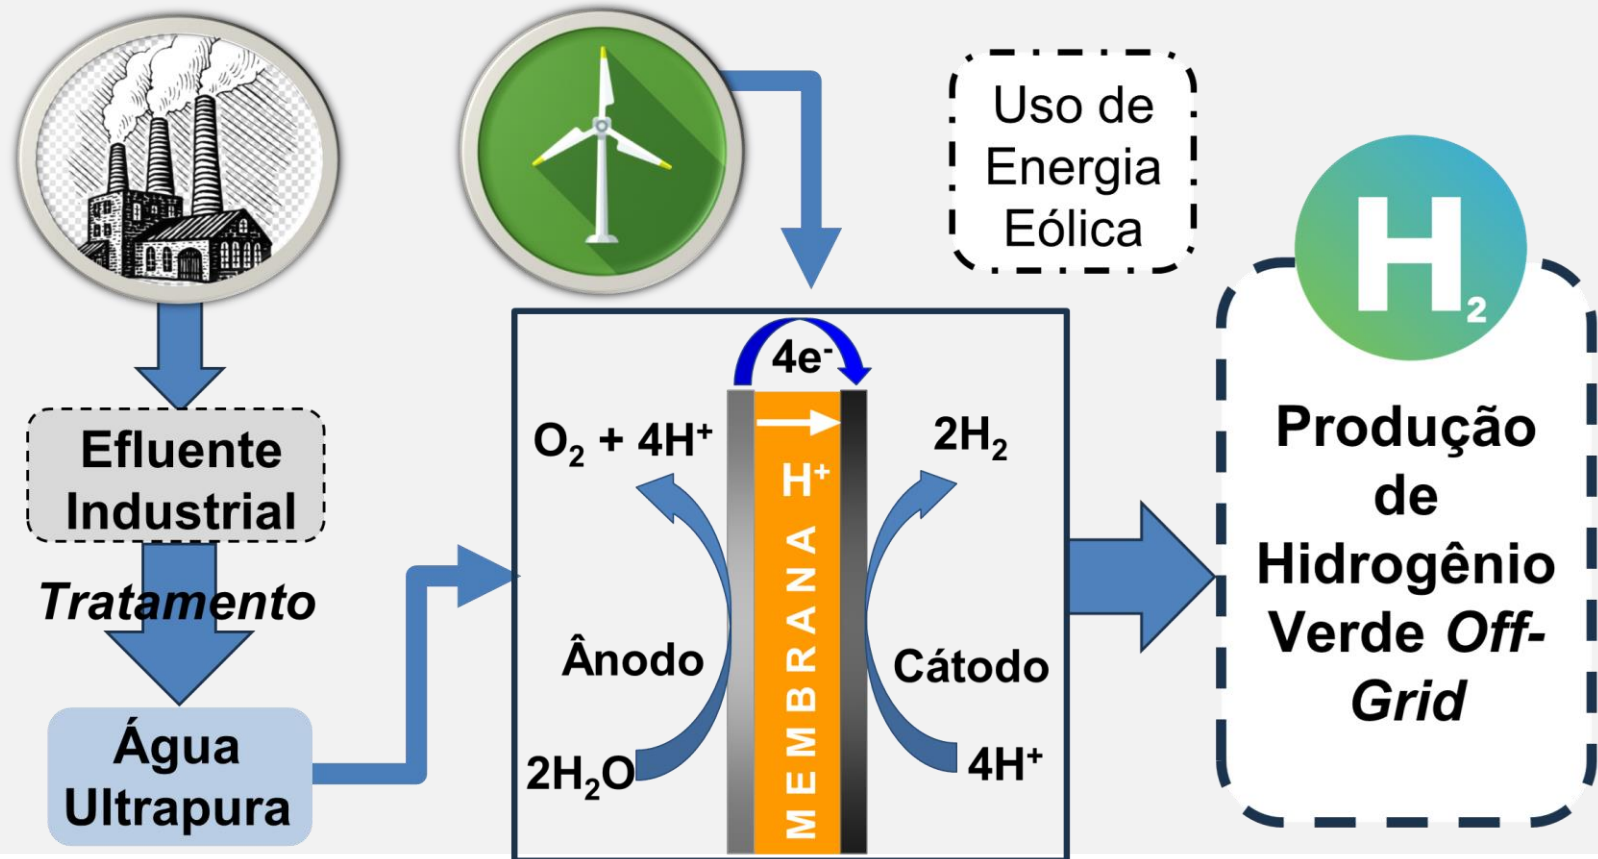 Uso de
Energia
Eólica
H₂
Efluente
Industrial
Tratamento
Água
Ultrapura
4e⁻
O₂ + 4H⁺
2H₂
MEMBRANA H⁺
Ânodo
Cátodo
2H₂O
4H⁺
Produção
de
Hidrogênio
Verde Off-
Grid